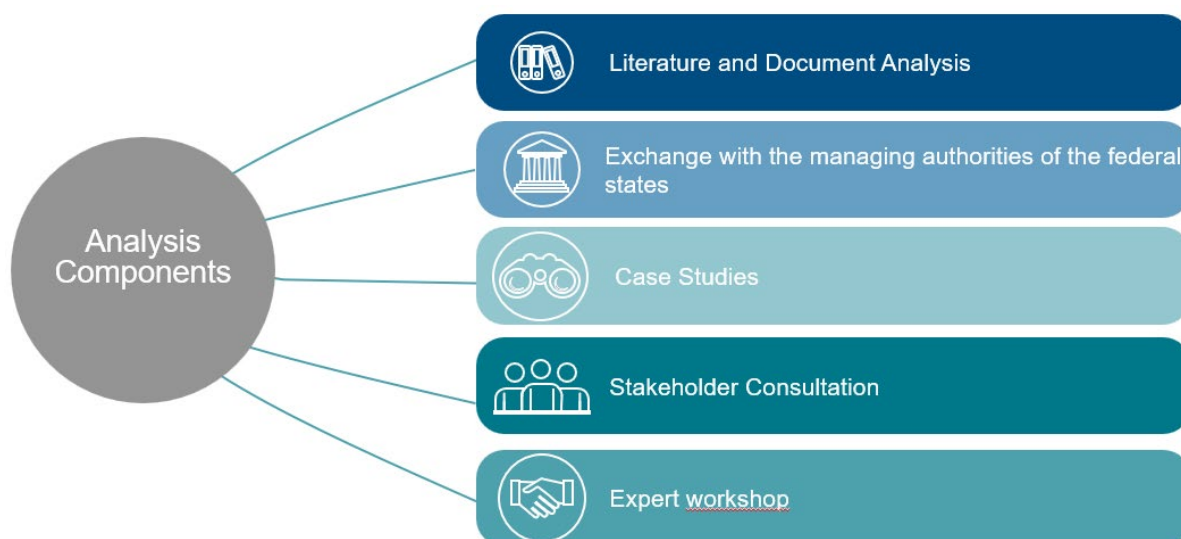 Analysis
Components
Literature and Document Analysis
Exchange with the managing authorities of the federal
states
Case Studies
Stakeholder Consultation
Expert workshop